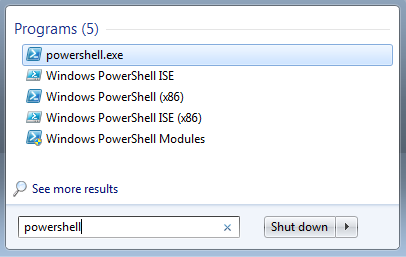 Programs (5)
powershell.exe
Windows PowerShell ISE
Windows PowerShell (x86)
Windows PowerShell ISE (x86)
Windows PowerShell Modules
See more results
powershell
Shut down